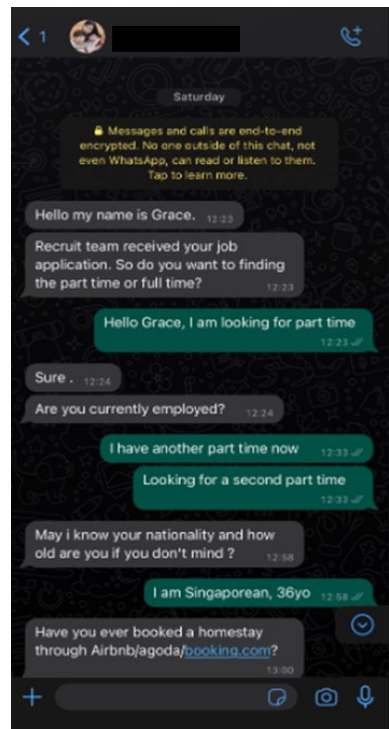 1
Saturday
Messages and calls are end-to-end
encrypted. No one outside of this chat, not
even WhatsApp, can read or listen to them.
Tap to learn more.
Hello my name is Grace. 12:23
Recruit team received your job
application. So do you want to finding
the part time or full time?
12:23
Hello Grace, I am looking for part time
12:23
Sure . 12:24
Are you currently employed? 12:24
I have another part time now 12:33
Looking for a second part time
12:33
May i know your nationality and how
old are you if you don't mind ? 12:58
I am Singaporean, 36yo 12:58
Have you ever booked a homestay
through Airbnb/agoda/booking.com?
13:00